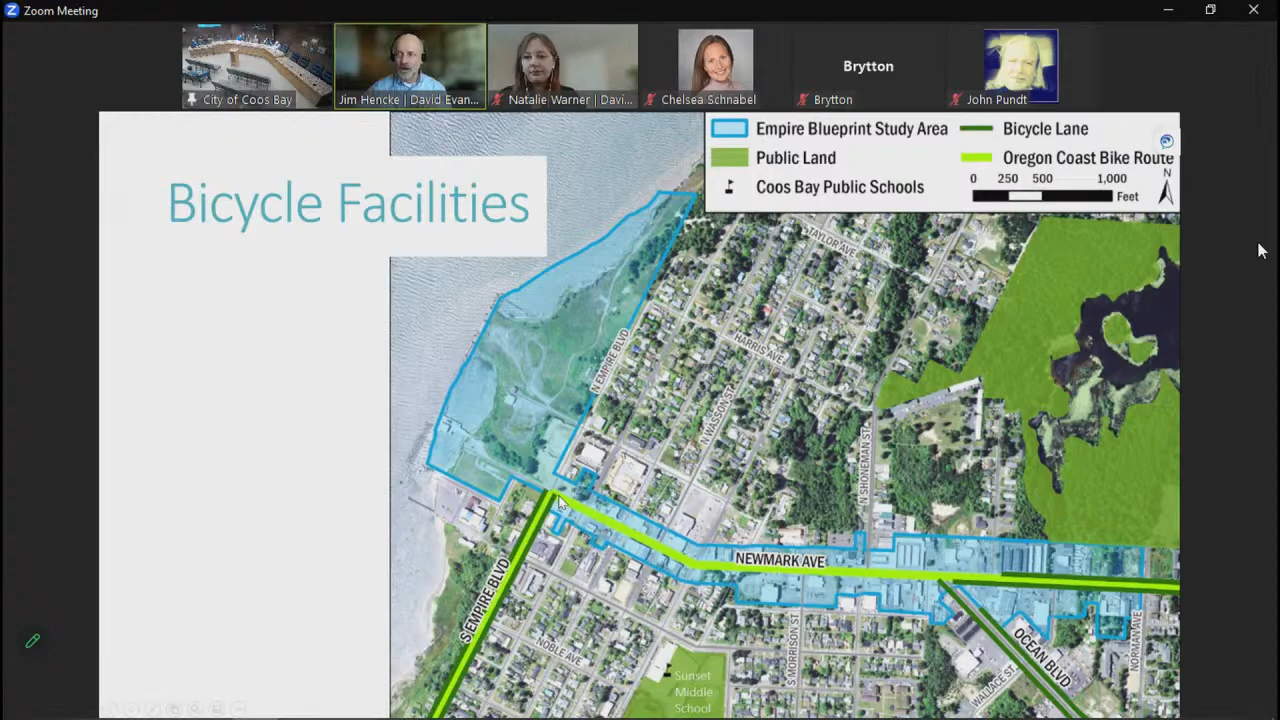 Zoom Meeting
City of Coos Bay
Jim Hencke | David Evan...
Natalie Warner | Davi...
Chelsea Schnabel
Brytton
Brytton
John Pundt
Bicycle Facilities
Empire Blueprint Study Area
Bicycle Lane
Public Land
Oregon Coast Bike Route
Coos Bay Public Schools
0 250 500 1,000
Feet
N
TAYLOR AVE
HARRIS AVE
N EMPIRE BLVD
N WASSON ST
N SHONEMAN ST
NEWMARK AVE
S EMPIRE BLVD
NOBLE AVE
S MORRISON ST
OCEAN BLVD
WALLACE ST
NORMAN AVE
Sunset
Middle
School